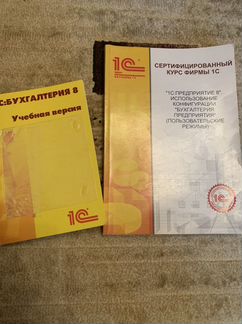 С:БУХГАЛТЕРИЯ 8
Учебная версия
1С
1С
СЕРТИФИЦИРОВАННЫЙ
КУРС ФИРМЫ 1С
"1С:ПРЕДПРИЯТИЕ 8".
ИСПОЛЬЗОВАНИЕ
КОНФИГУРАЦИИ
"БУХГАЛТЕРИЯ
ПРЕДПРИЯТИЯ"
(ПОЛЬЗОВАТЕЛЬСКИЕ
РЕЖИМЫ)
1С